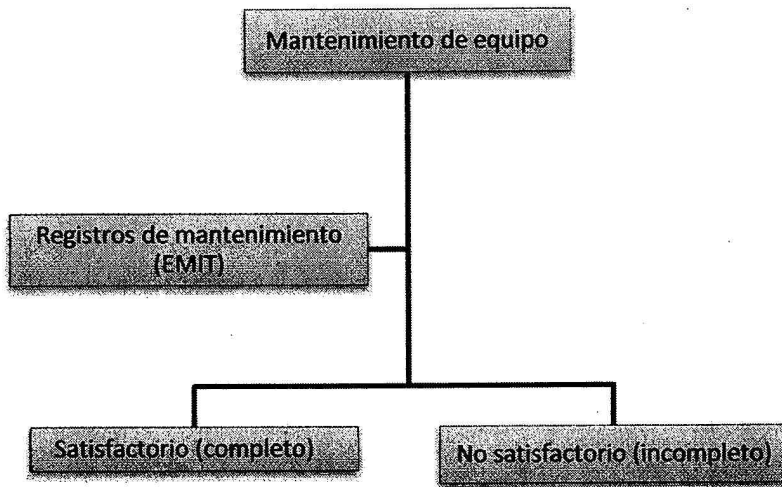 Mantenimiento de equipo
Registros de mantenimiento
(EMIT)
Satisfactorio (completo)
No satisfactorio (incompleto)